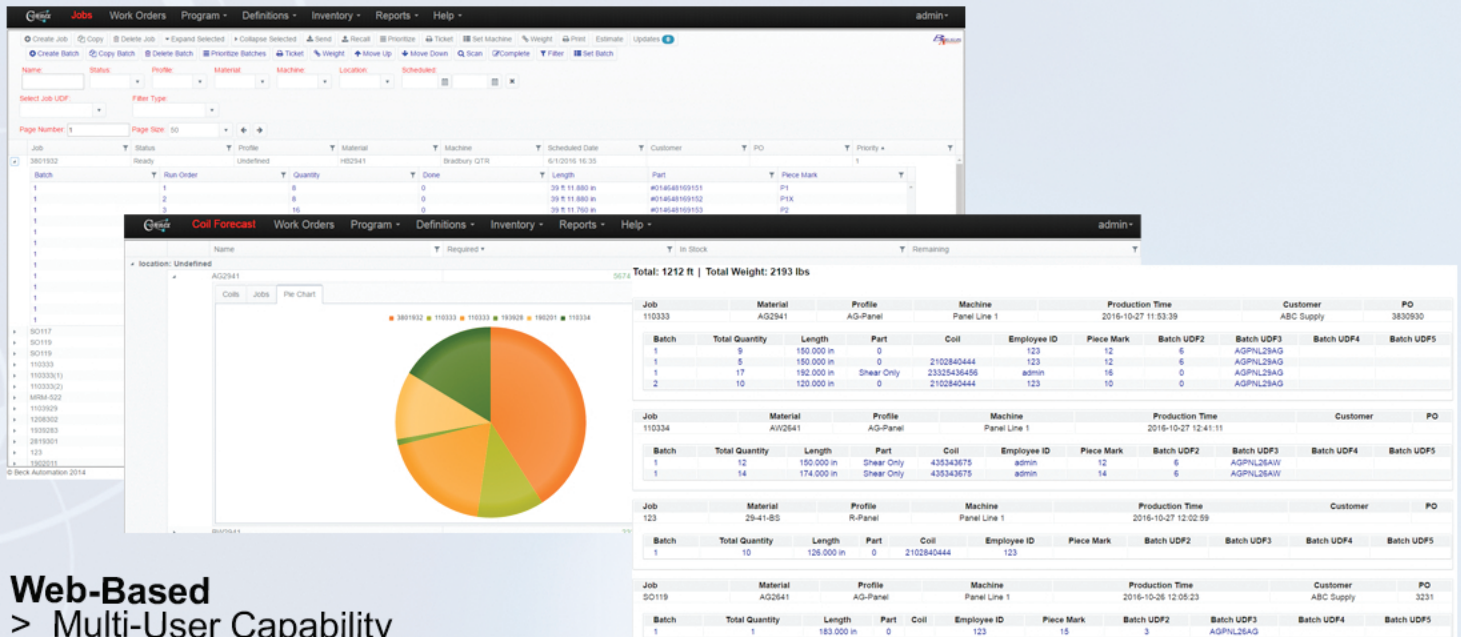 Jobs Work Orders Program Definitions Inventory Reports Help admin
Create Job Copy Delete Job Expand Selected Collapse Selected Send Recall Prioritize Ticket Set Machine Weight Print Estimate Updates 0
Create Batch Copy Batch Delete Batch Prioritize Batches Ticket Weight Move Up Move Down Scan Complete Filter Set Batch
Name: Status: Profile: Material: Machine: Location: Scheduled:
Select Job UDF: Filter Type:
Page Number: 1 Page Size: 50
Job Status Profile Material Machine Scheduled Date Customer PO Priority
3801932 Ready Undefined HB2941 Bradbury QTR 6/1/2016 16:35 1
Batch Run Order Quantity Done Length Part Piece Mark
1 1 8 0 39 ft 11.880 in #014648169151 P1
1 2 8 0 39 ft 11.880 in #014648169152 P1X
1 3 16 0 39 ft 11.760 in #014648169153 P2
1
1
1
1
1
1
1
1
1
SO117
SO119
SO119
110333
110333(1)
110333(2)
MRM-522
1103929
1208302
1939283
2819301
123
1902011
© Beck Automation 2014
Coil Forecast Work Orders Program Definitions Inventory Reports Help admin
Name Required In Stock Remaining
location: Undefined
AG2941 5674
Coils Jobs Pie Chart
3801932 110333 110333 193928 190201 110334
Total: 1212 ft | Total Weight: 2193 lbs
Job Material Profile Machine Production Time Customer PO
110333 AG2941 AG-Panel Panel Line 1 2016-10-27 11:53:39 ABC Supply 3830930
Batch Total Quantity Length Part Coil Employee ID Piece Mark Batch UDF2 Batch UDF3 Batch UDF4 Batch UDF5
1 9 150.000 in 0 123 12 6 AGPNL29AG
1 5 150.000 in 0 2102840444 123 12 6 AGPNL29AG
1 17 192.000 in Shear Only 23325436456 admin 16 0 AGPNL29AG
2 10 120.000 in 0 2102840444 123 10 0 AGPNL29AG
Job Material Profile Machine Production Time Customer PO
110334 AW2641 AG-Panel Panel Line 1 2016-10-27 12:41:11
Batch Total Quantity Length Part Coil Employee ID Piece Mark Batch UDF2 Batch UDF3 Batch UDF4 Batch UDF5
1 12 150.000 in Shear Only 435343675 admin 12 6 AGPNL26AW
1 14 174.000 in Shear Only 435343675 admin 14 6 AGPNL26AW
Job Material Profile Machine Production Time Customer PO
123 29-41-BS R-Panel Panel Line 1 2016-10-27 12:02:59
Batch Total Quantity Length Part Coil Employee ID Piece Mark Batch UDF2 Batch UDF3 Batch UDF4 Batch UDF5
1 10 126.000 in 0 2102840444 123
Job Material Profile Machine Production Time Customer PO
SO119 AG2641 AG-Panel Panel Line 1 2016-10-26 12:05:23 ABC Supply 3231
Batch Total Quantity Length Part Coil Employee ID Piece Mark Batch UDF2 Batch UDF3 Batch UDF4 Batch UDF5
1 1 183.000 in 0 123 15 3 AGPNL26AG
Web-Based
> Multi-User Capability